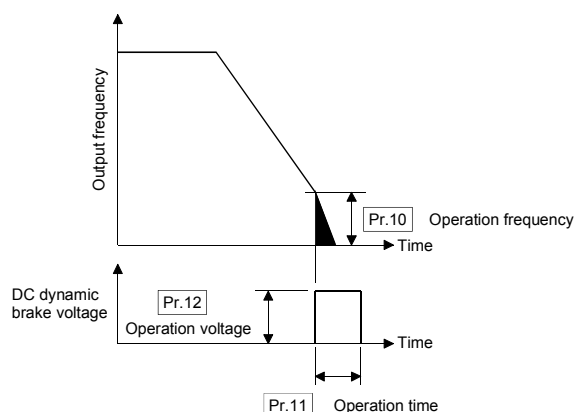 Output frequency
Pr.10 Operation frequency
Time
DC dynamic
brake voltage
Pr.12
Operation voltage
Time
Pr.11 Operation time